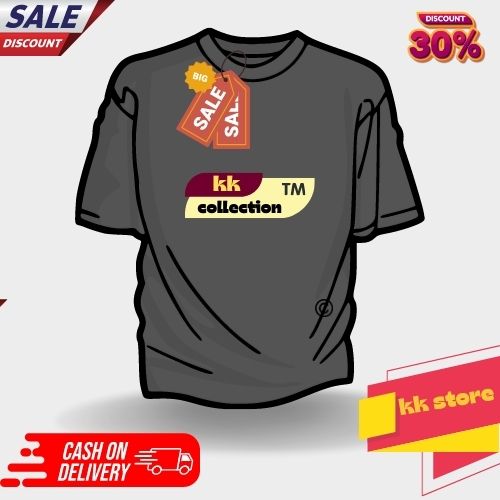 SALE
DISCOUNT
DISCOUNT
30%
BIG
SALE
SALE
kk
TM
collection
©
kk store
CASH ON
DELIVERY